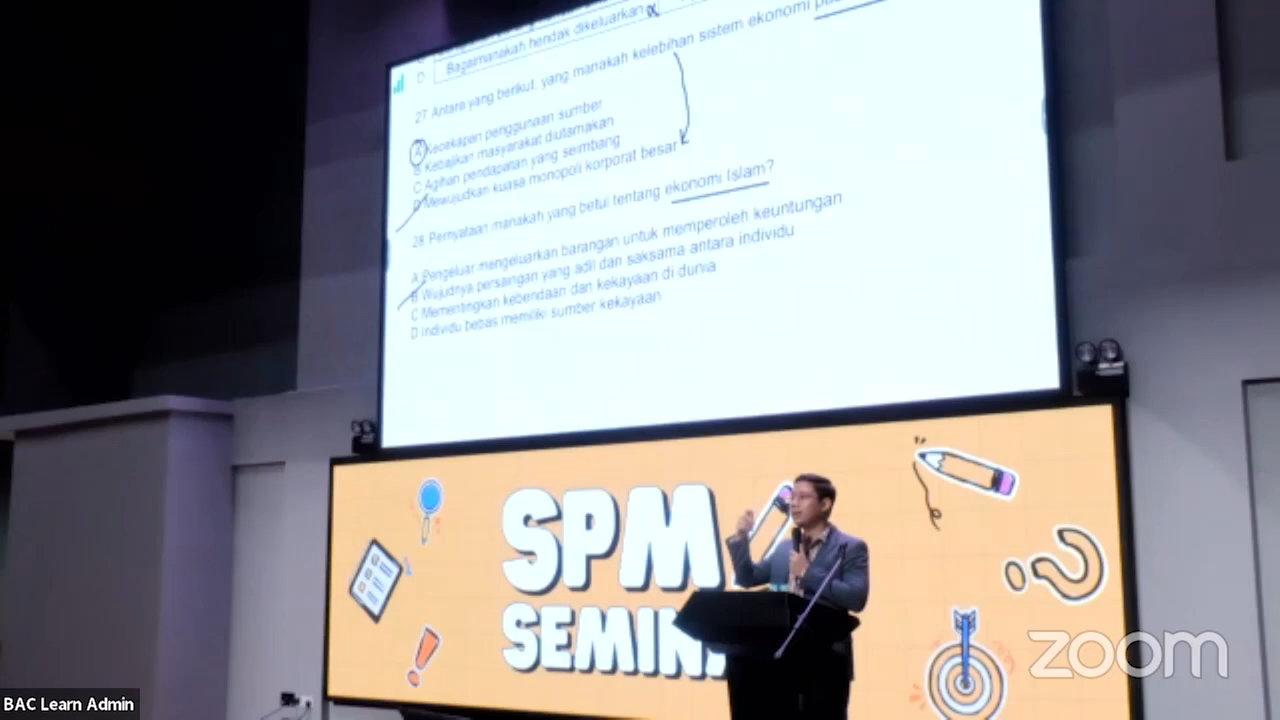 D Bagaimanakah hendak dikeluarkan
27 Antara yang berikut, yang manakah kelebihan sistem ekonomi
A Kecekapan penggunaan sumber
B Kebajikan masyarakat diutamakan
C Agihan pendapatan yang seimbang
D Mewujudkan kuasa monopoli korporat besar
28 Pernyataan manakah yang betul tentang ekonomi Islam?
A Pengeluar mengeluarkan barangan untuk memperoleh keuntungan
B Wujudnya persaingan yang adil dan saksama antara individu
C Mementingkan kebendaan dan kekayaan di dunia
D Individu bebas memiliki sumber kekayaan
SPM
SEMIN
zoom
BAC Learn Admin